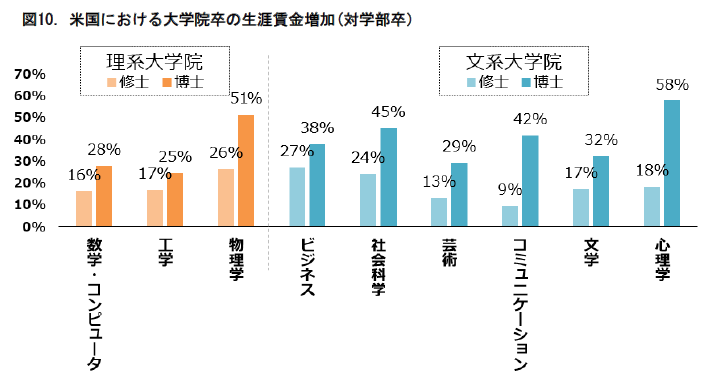 図10. 米国における大学院卒の生涯賃金増加(対学部卒)
理系大学院
修士 博士
文系大学院
修士 博士
70%
60%
50%
40%
30%
20%
10%
0%
16% 28%
17% 25%
26% 51%
27% 38%
24% 45%
13% 29%
9% 42%
17% 32%
18% 58%
数学・コンピュータ
工学
物理学
ビジネス
社会科学
芸術
コミュニケーション
文学
心理学